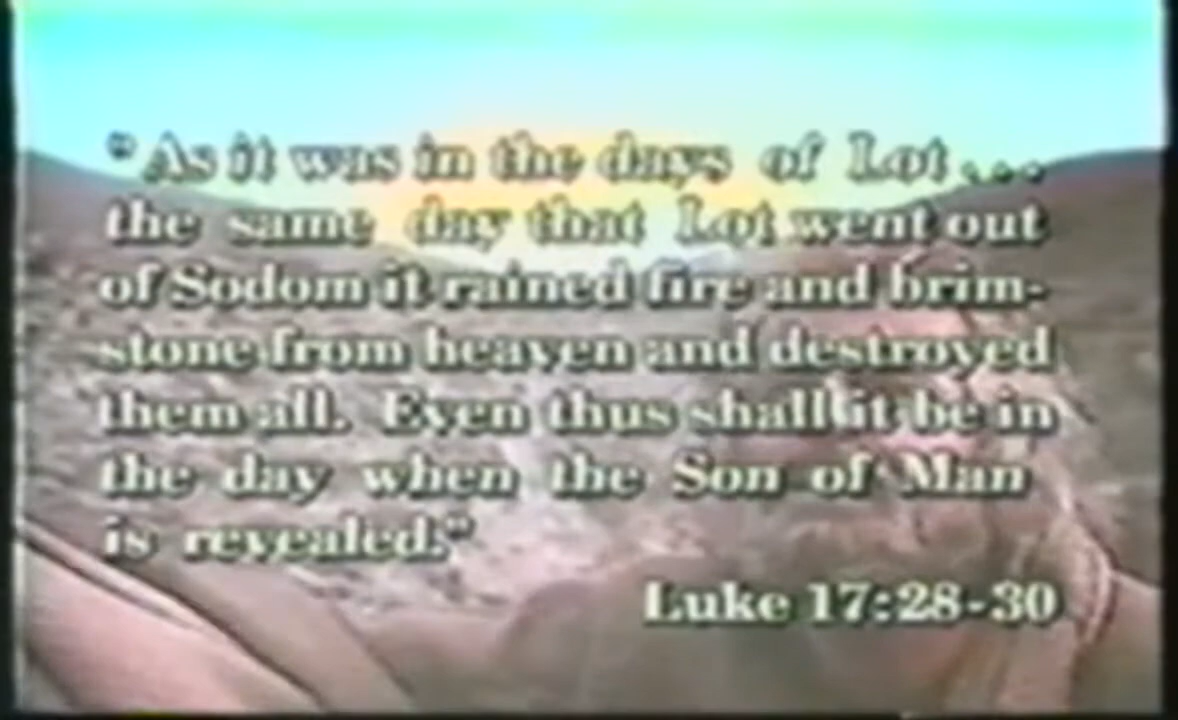 "As it was in the days of Lot...
the same day that Lot went out
of Sodom it rained fire and brim-
stone from heaven and destroyed
them all. Even thus shall it be in
the day when the Son of Man
is revealed."
Luke 17:28-30